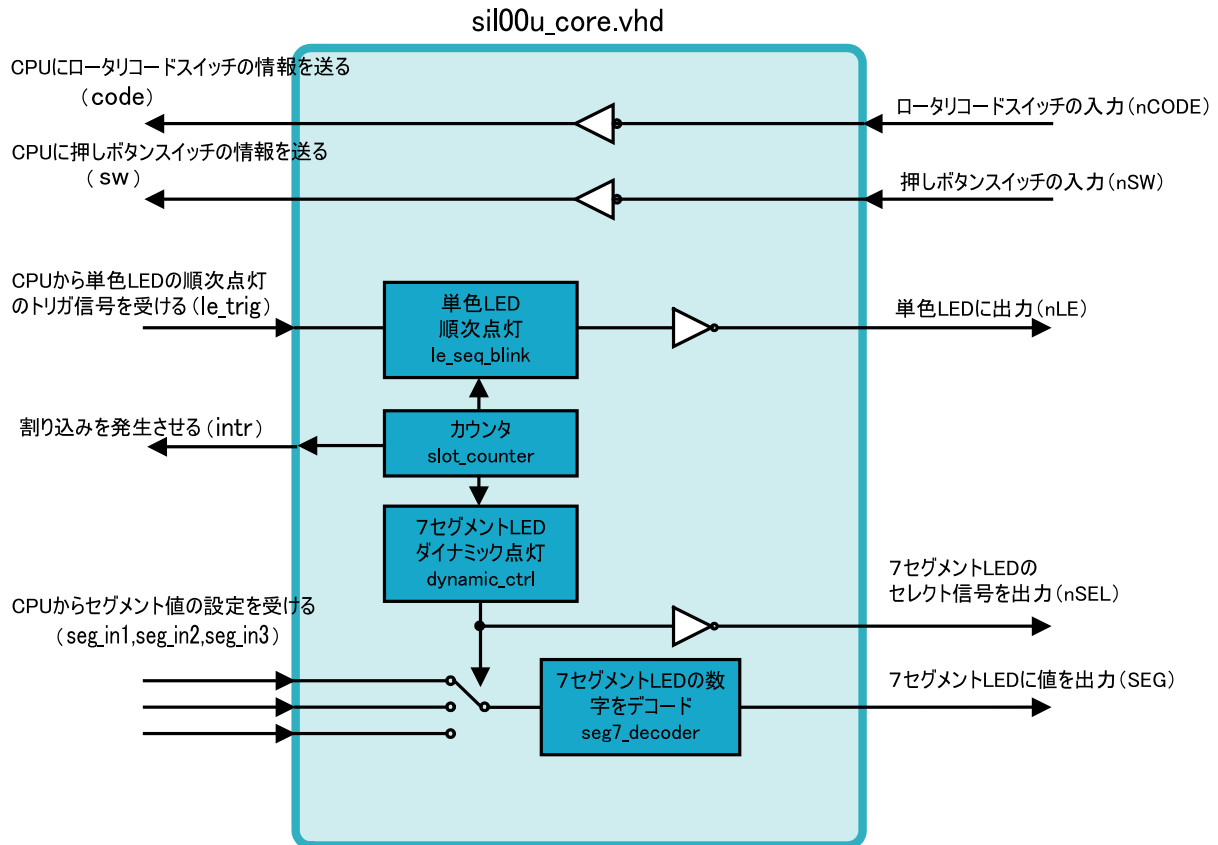 sil00u_core.vhd
CPUにロータリコードスイッチの情報を送る
(code)
ロータリコードスイッチの入力(nCODE)
CPUに押しボタンスイッチの情報を送る
(sw)
押しボタンスイッチの入力(nSW)
CPUから単色LEDの順次点灯
のトリガ信号を受ける(le_trig)
単色LED
順次点灯
le_seq_blink
単色LEDに出力(nLE)
割り込みを発生させる(intr)
カウンタ
slot_counter
7セグメントLED
ダイナミック点灯
dynamic_ctrl
7セグメントLEDの
セレクト信号を出力(nSEL)
CPUからセグメント値の設定を受ける
(seg_in1,seg_in2,seg_in3)
7セグメントLEDの数
字をデコード
seg7_decoder
7セグメントLEDに値を出力(SEG)